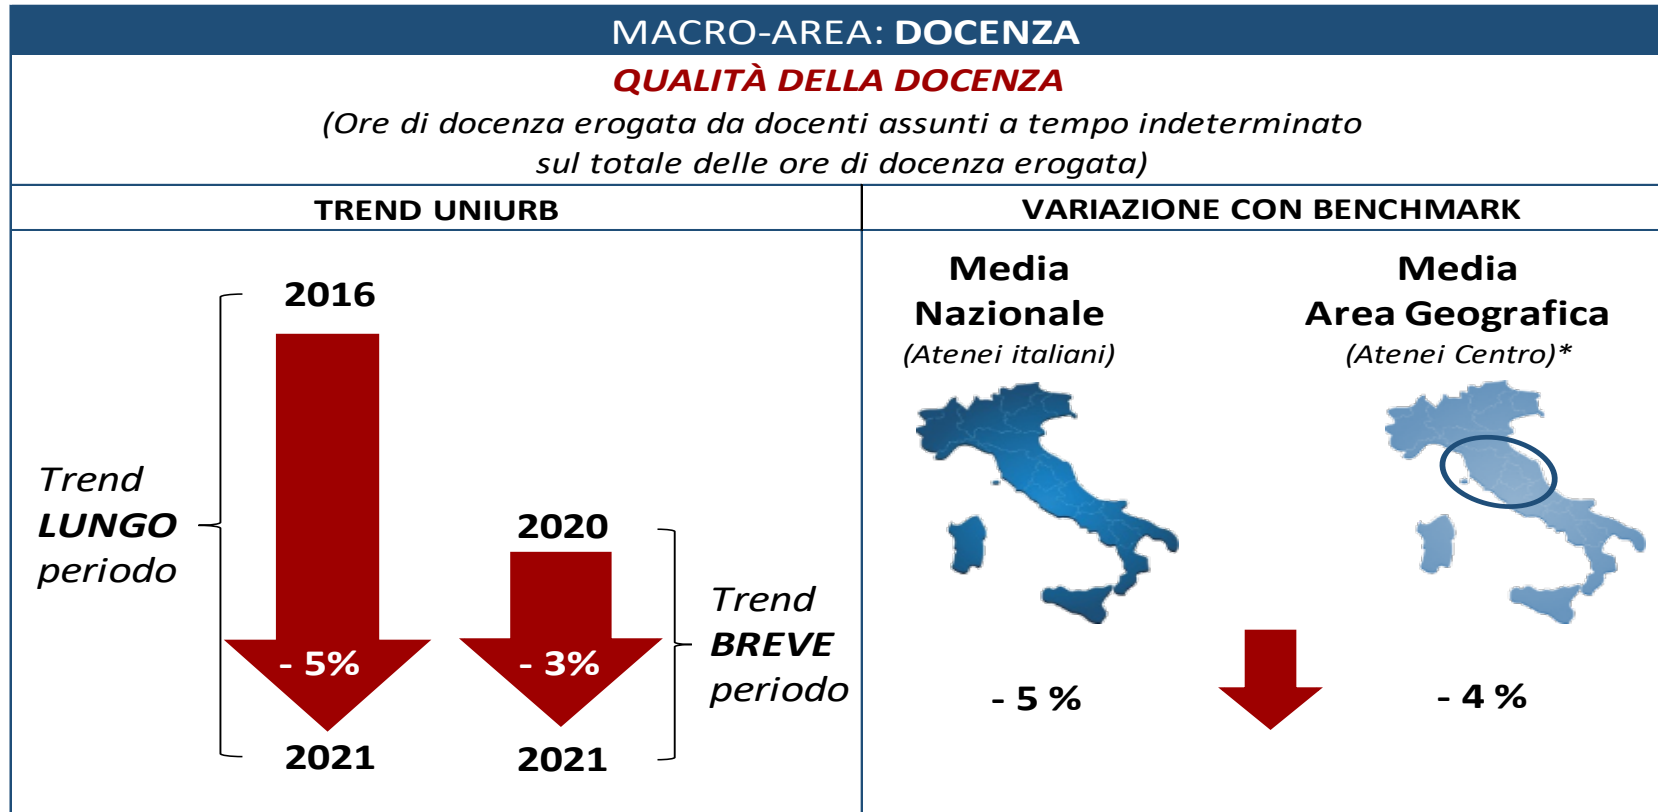 MACRO-AREA: DOCENZA
QUALITÀ DELLA DOCENZA
(Ore di docenza erogata da docenti assunti a tempo indeterminato
sul totale delle ore di docenza erogata)
TREND UNIURB
2016
Trend
LUNGO
periodo
- 5%
2021
2020
- 3%
2021
Trend
BREVE
periodo
VARIAZIONE CON BENCHMARK
Media
Nazionale
(Atenei italiani)
- 5 %
Media
Area Geografica
(Atenei Centro)*
- 4 %